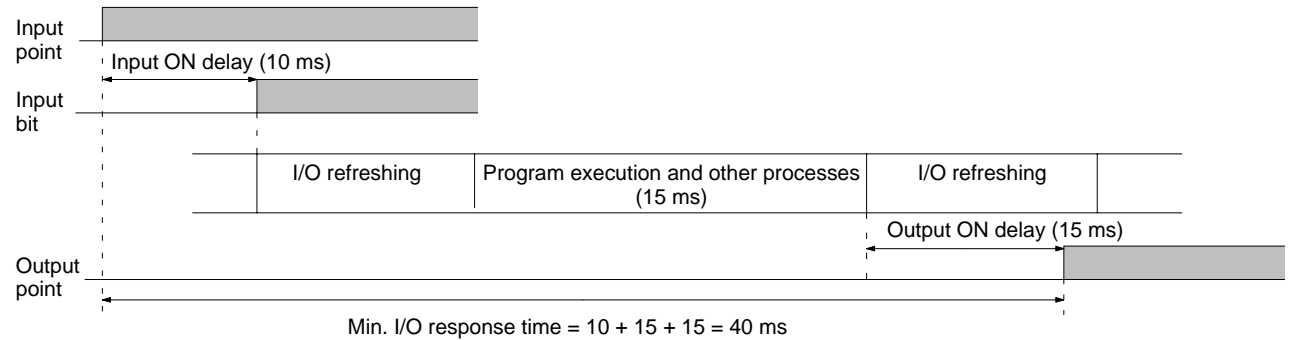 Input
point
Input ON delay (10 ms)
Input
bit
I/O refreshing
Program execution and other processes
(15 ms)
I/O refreshing
Output ON delay (15 ms)
Output
point
Min. I/O response time = 10 + 15 + 15 = 40 ms